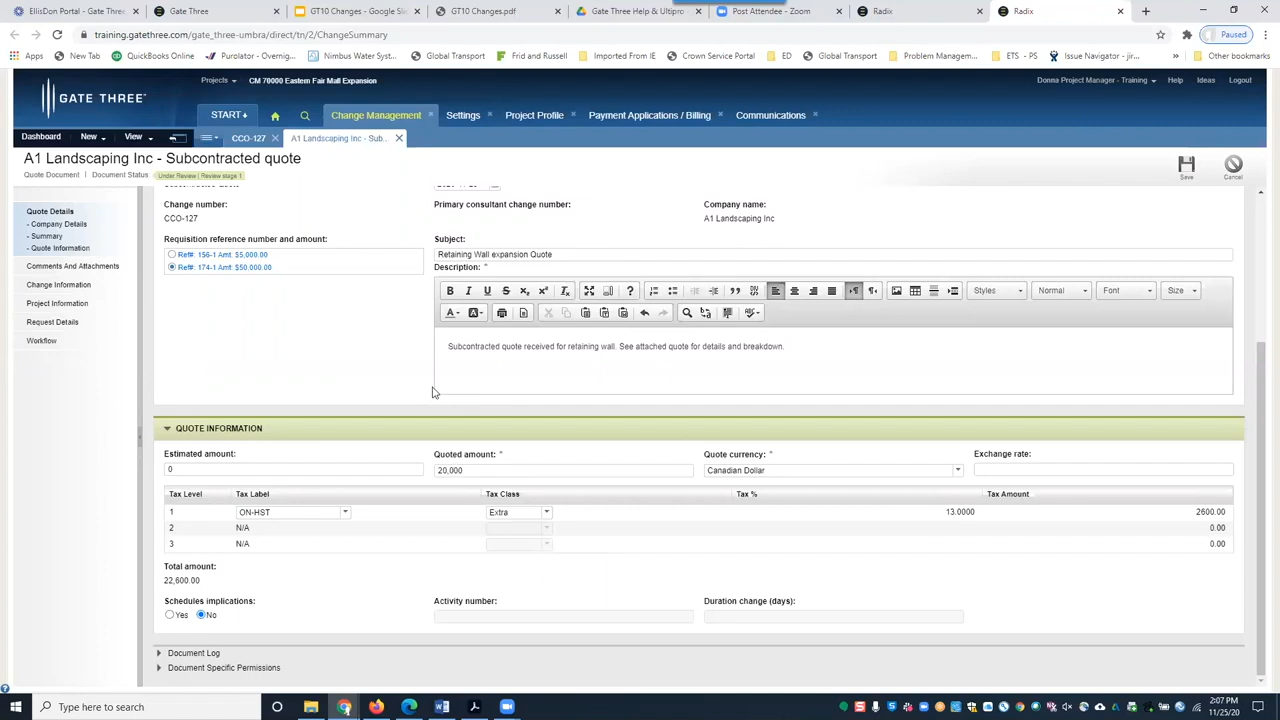 EllisDon Portal - EllisDon
CO10 Changes - Google Slid
CO10 Changes.pdf
Gate Three Help & Ultipro
Post Attendee - Zoom
Radix
Radix
training.gatethree.com/gate_three-umbra/direct/tn/2/ChangeSummary
Paused
Apps
New Tab
QuickBooks Online
Purolator - Overnig...
Nimbus Water Syst...
Global Transport
Frid and Russell
Imported From IE
Crown Service Portal
ED
Global Transport
Problem Managem...
ETS - PS
Issue Navigator - jir...
Other bookmarks
Projects
CM 70000 Eastern Fair Mall Expansion
Donna Project Manager - Training
Help
Ideas
Logout
GATE THREE
START
Change Management
Settings
Project Profile
Payment Applications / Billing
Communications
Dashboard
New
View
CCO-127
A1 Landscaping Inc - Sub...
A1 Landscaping Inc - Subcontracted quote
Quote Document | Document Status: Under Review | Review stage 1
Save
Cancel
Quote Details
- Company Details
- Summary
- Quote Information
Comments And Attachments
Change Information
Project Information
Request Details
Workflow
Change number:
CCO-127
Primary consultant change number:
Company name:
A1 Landscaping Inc
Requisition reference number and amount:
Ref#: 156-1 Amt: $5,000.00
Ref#: 174-1 Amt: $50,000.00
Subject:
Retaining Wall expansion Quote
Description: *
Styles
Normal
Font
Size
Subcontracted quote received for retaining wall. See attached quote for details and breakdown.
QUOTE INFORMATION
Estimated amount:
0
Quoted amount: *
20,000
Quote currency: *
Canadian Dollar
Exchange rate:
Tax Level Tax Label Tax Class Tax % Tax Amount
1 ON-HST Extra 13.0000 2600.00
2 N/A 0.00
3 N/A 0.00
Total amount:
22,600.00
Schedules implications:
Yes No
Activity number:
Duration change (days):
Document Log
Document Specific Permissions
Type here to search
2:07 PM
11/25/20